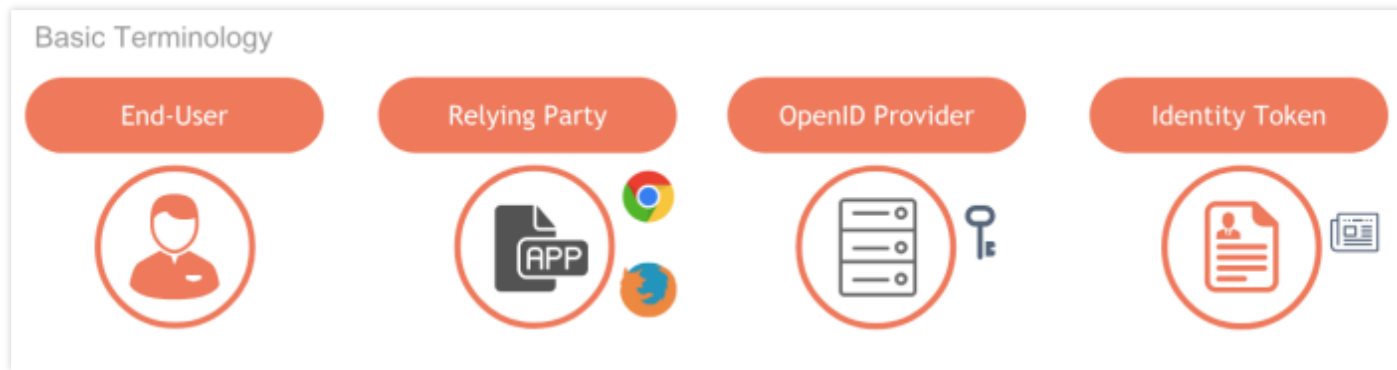 Basic Terminology
End-User
Relying Party
OpenID Provider
Identity Token
APP